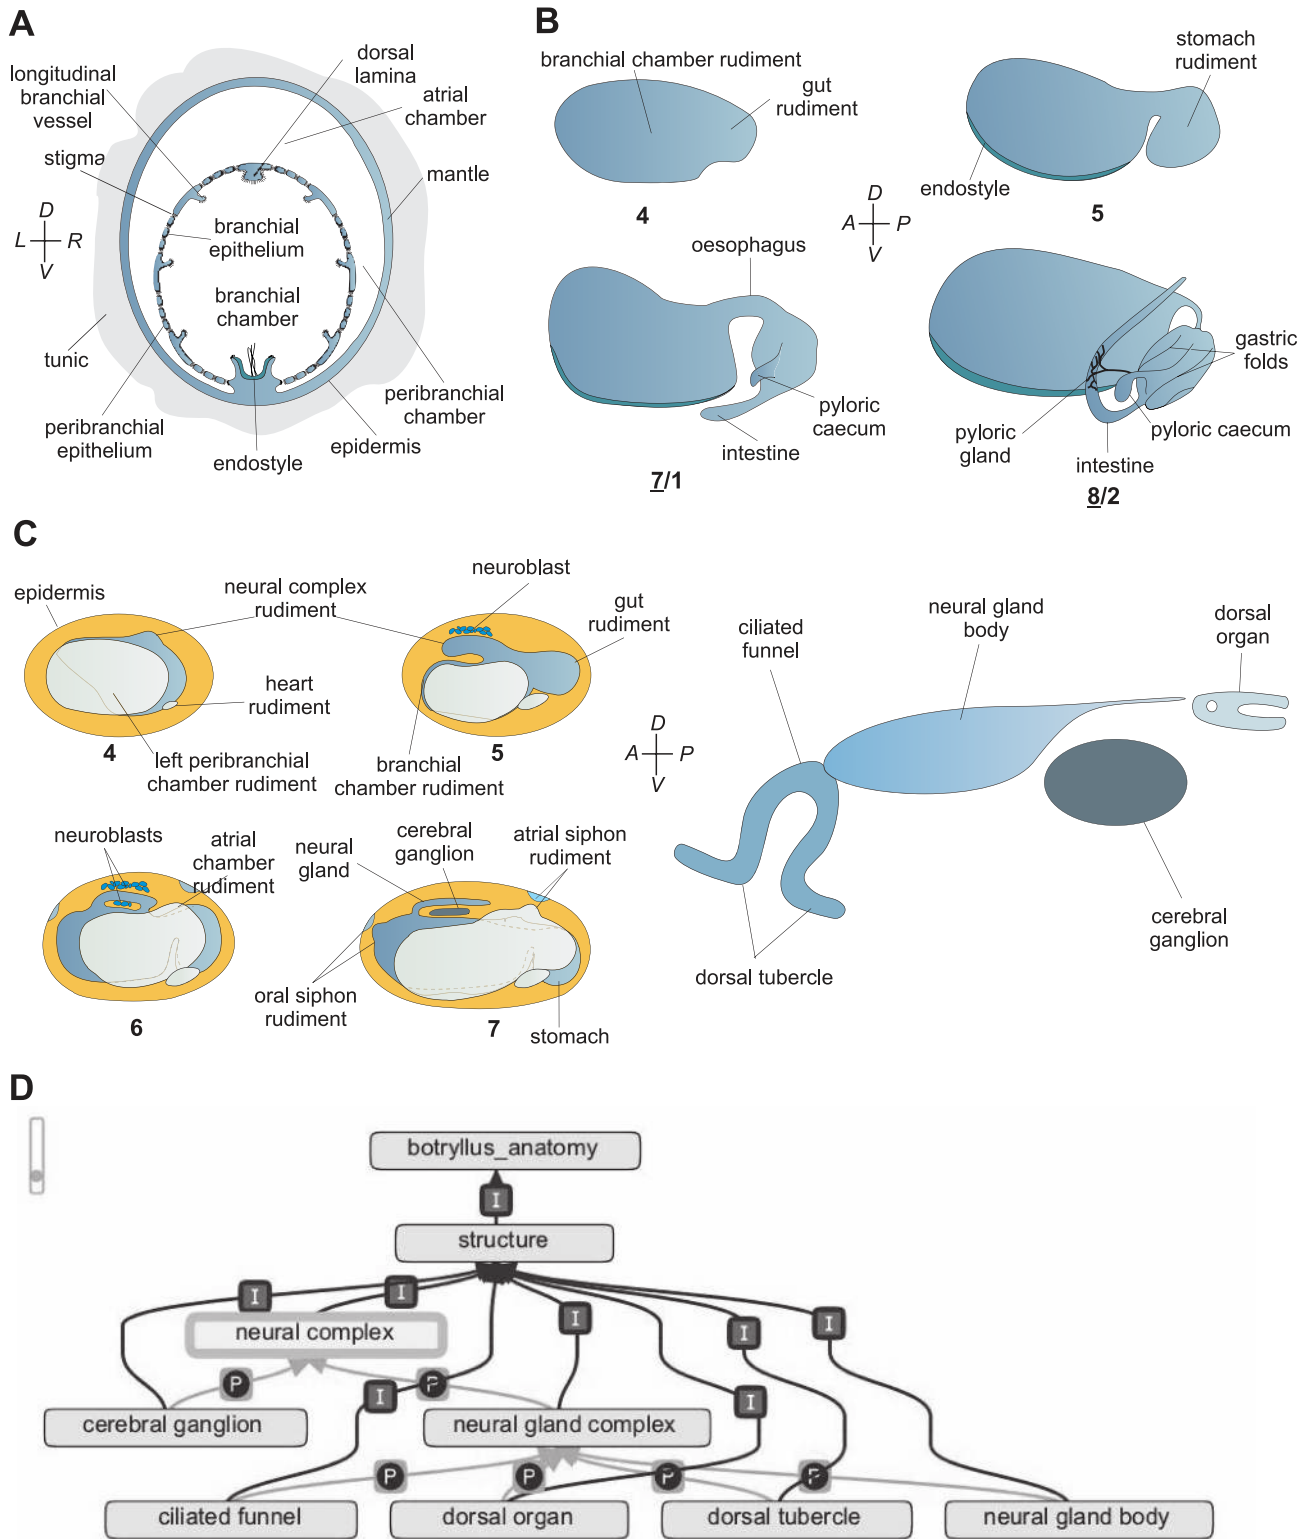 A
longitudinal
branchial
vessel
dorsal
lamina
atrial
chamber
stigma
mantle
D
L R
V
branchial
epithelium
branchial
chamber
tunic
peribranchial
chamber
peribranchial
epithelium
endostyle
epidermis
B
branchial chamber rudiment
gut
rudiment
4
stomach
rudiment
endostyle
5
D
A P
V
oesophagus
pyloric
caecum
intestine
7/1
gastric
folds
pyloric
gland
pyloric caecum
intestine
8/2
C
epidermis
neural complex
rudiment
heart
rudiment
4
left peribranchial
chamber rudiment
neuroblast
gut
rudiment
5
branchial
chamber rudiment
D
A P
V
neuroblasts
atrial
chamber
rudiment
6
neural
gland
cerebral
ganglion
atrial siphon
rudiment
oral siphon
rudiment
7
stomach
ciliated
funnel
neural gland
body
dorsal
organ
dorsal tubercle
cerebral
ganglion
D
botryllus_anatomy
I
structure
I
I
I
I
I
neural complex
P
I
P
I
cerebral ganglion
neural gland complex
P
P
P
P
ciliated funnel
dorsal organ
dorsal tubercle
neural gland body